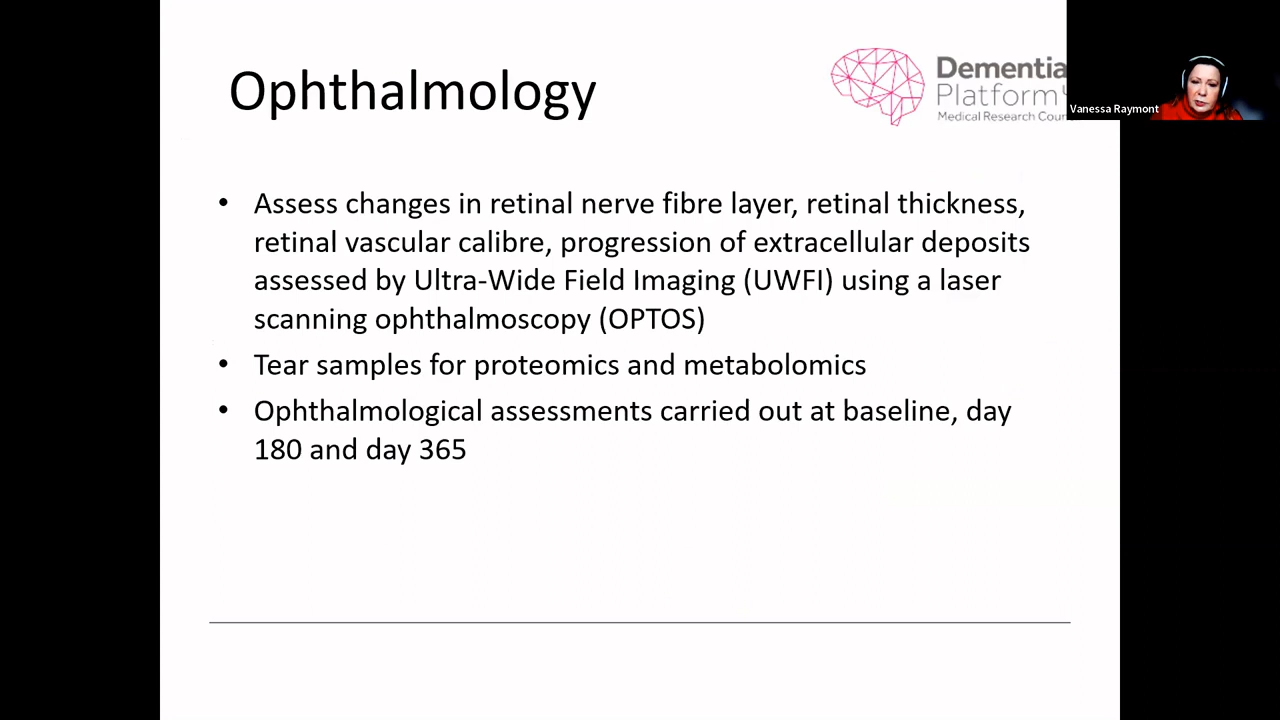 Ophthalmology
Dementia
Platform
Medical Research Coun
Vanessa Raymont
• Assess changes in retinal nerve fibre layer, retinal thickness,
retinal vascular calibre, progression of extracellular deposits
assessed by Ultra-Wide Field Imaging (UWFI) using a laser
scanning ophthalmoscopy (OPTOS)
• Tear samples for proteomics and metabolomics
• Ophthalmological assessments carried out at baseline, day
180 and day 365